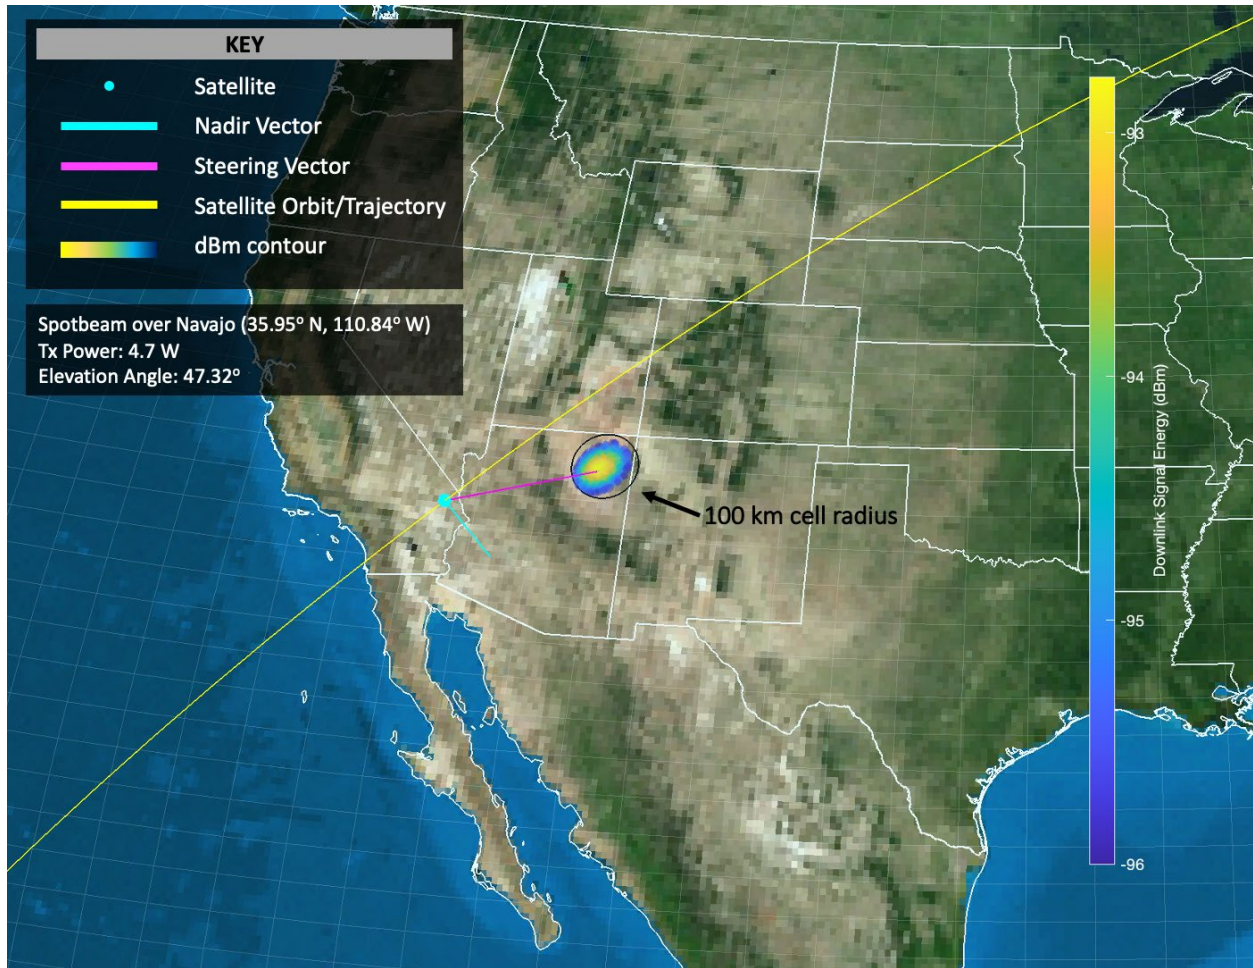 KEY
Satellite
Nadir Vector
Steering Vector
Satellite Orbit/Trajectory
dBm contour
Spotbeam over Navajo (35.95° N, 110.84° W)
Tx Power: 4.7 W
Elevation Angle: 47.32°
100 km cell radius
-93
-94
-95
-96
Downlink Signal Energy (dBm)